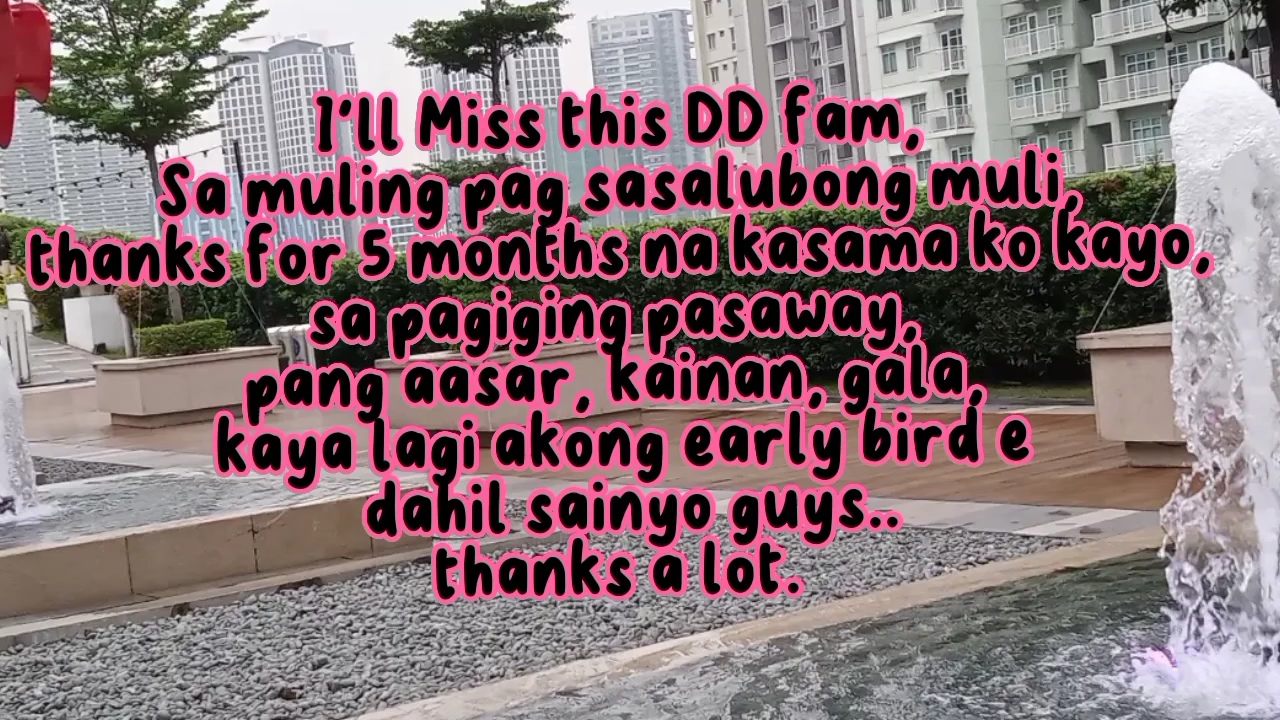 I'll Miss this DD fam,
Sa muling pag sasalubong muli,
thanks for 5 months na kasama ko kayo,
sa pagiging pasaway,
pang aasar, kainan, gala,
kaya lagi akong early bird e
dahil sainyo guys..
thanks a lot.